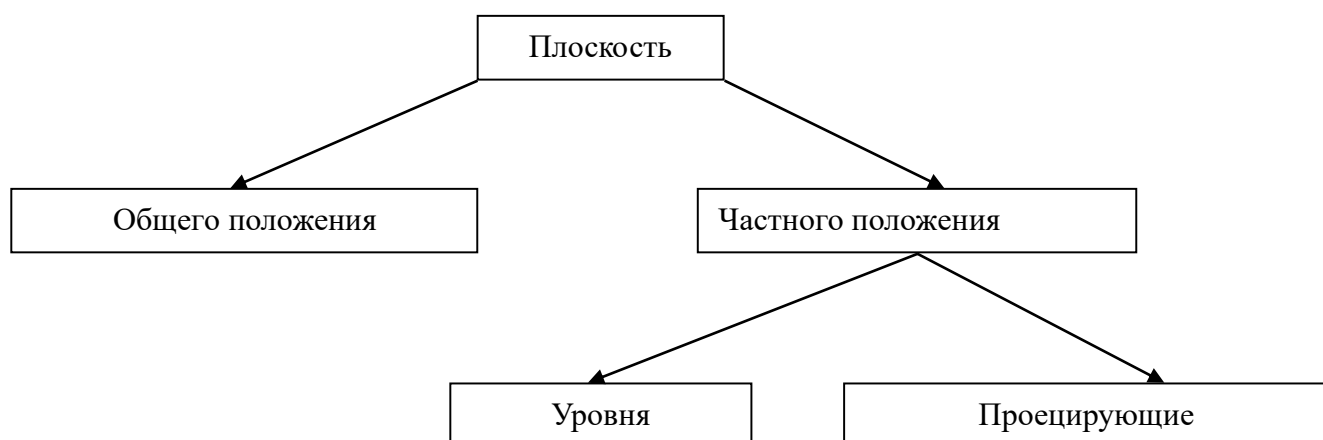 Плоскость
Общего положения
Частного положения
Уровня
Проецирующие